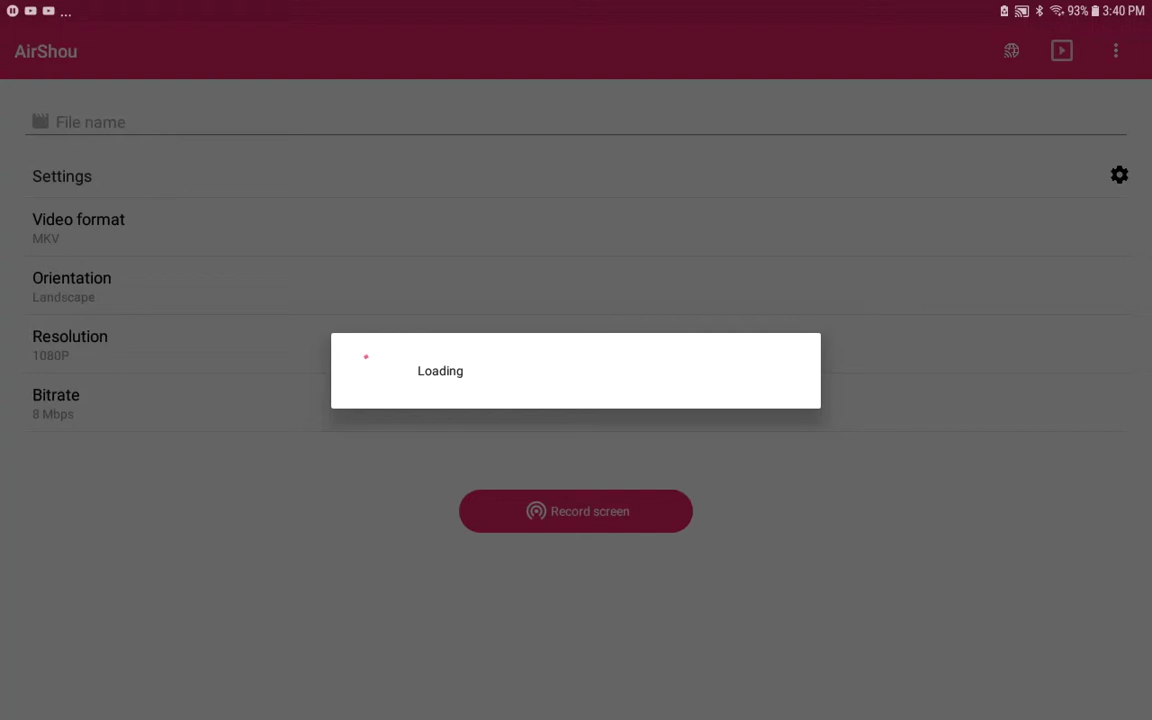 ... 93% 3:40 PM
AirShou
File name
Settings
Video format
MKV
Orientation
Landscape
Resolution
1080P
Loading
Bitrate
8 Mbps
Record screen